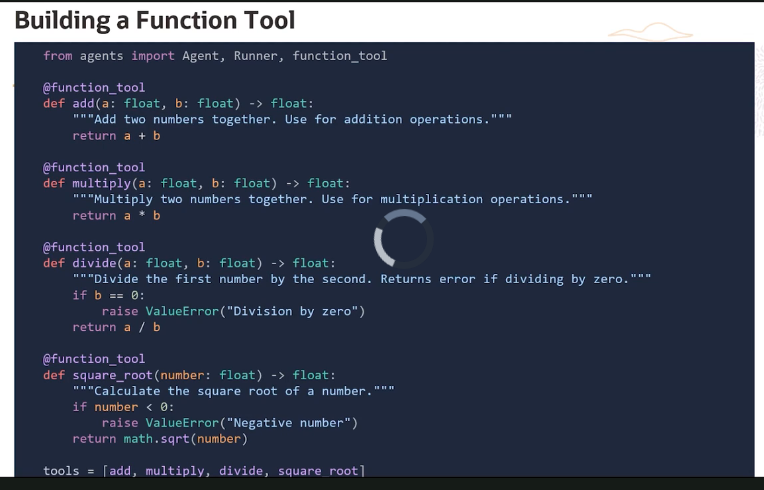 Building a Function Tool
from agents import Agent, Runner, function_tool
@function_tool
def add(a: float, b: float) -> float:
"""Add two numbers together. Use for addition operations."""
return a + b
@function_tool
def multiply(a: float, b: float) -> float:
"""Multiply two numbers together. Use for multiplication operations."""
return a * b
@function_tool
def divide(a: float, b: float) -> float:
"""Divide the first number by the second. Returns error if dividing by zero."""
if b == 0:
raise ValueError("Division by zero")
return a / b
@function_tool
def square_root(number: float) -> float:
"""Calculate the square root of a number."""
if number < 0:
raise ValueError("Negative number")
return math.sqrt(number)
tools = [add, multiply, divide, square_root]